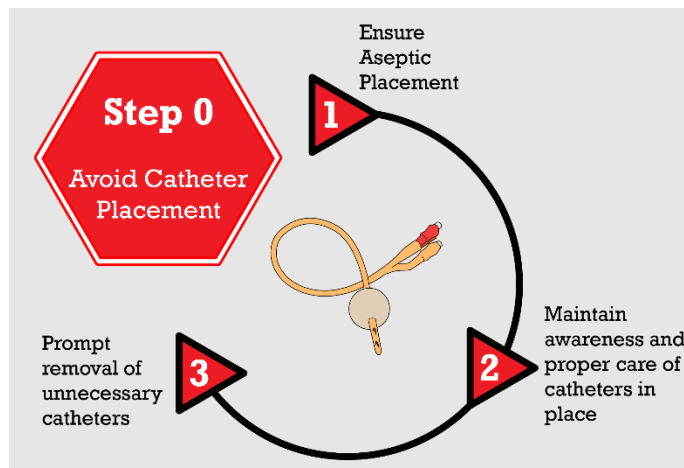 Step 0
Avoid Catheter
Placement
1
Ensure
Aseptic
Placement
2
Maintain
awareness and
proper care of
catheters in
place
3
Prompt
removal of
unnecessary
catheters